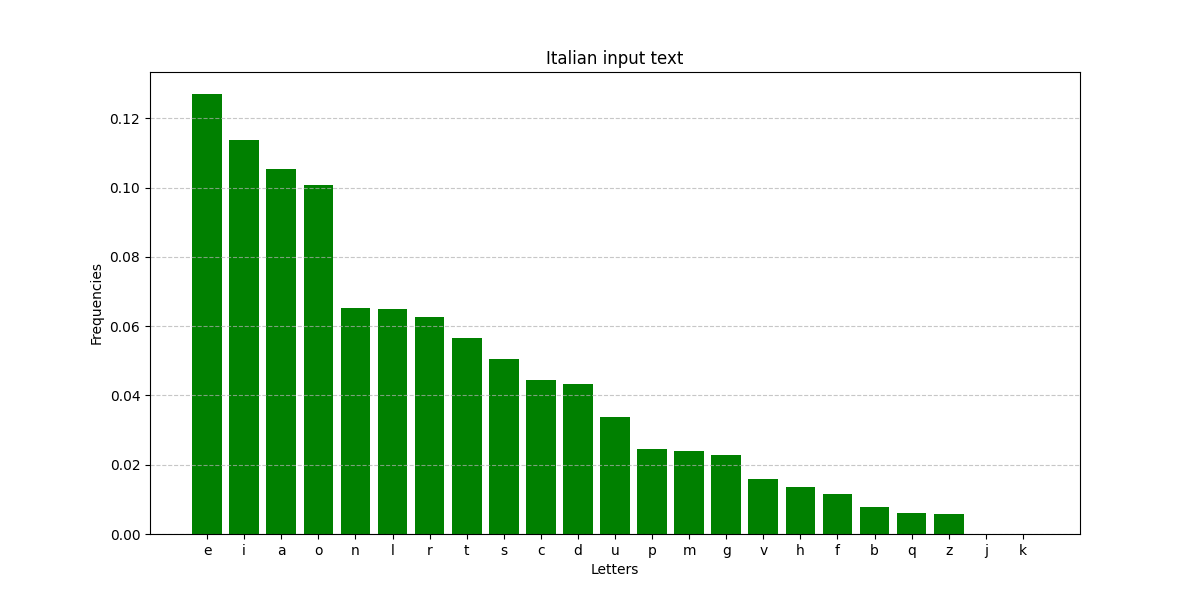 Italian input text
Frequencies
0.12
0.10
0.08
0.06
0.04
0.02
0.00
e i a o n l r t s c d u p m g v h f b q z j k
Letters